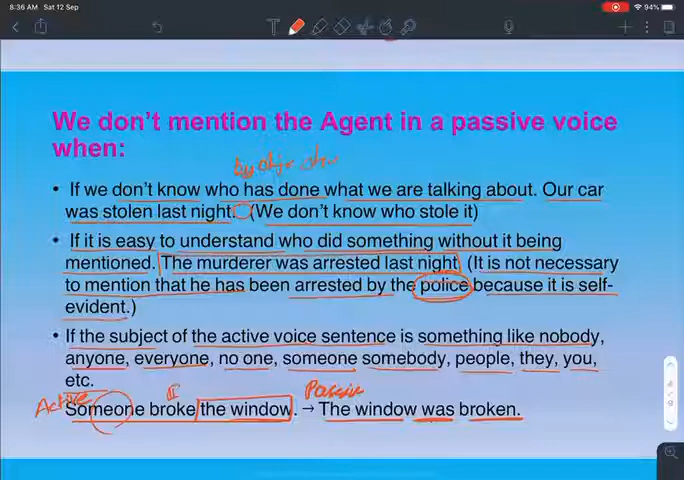 8:36 AM Sat 12 Sep
94%
We don't mention the Agent in a passive voice
when:
• If we don't know who has done what we are talking about. Our car
was stolen last night. (We don't know who stole it)
• If it is easy to understand who did something without it being
mentioned. The murderer was arrested last night (It is not necessary
to mention that he has been arrested by the police because it is self-
evident.)
• If the subject of the active voice sentence is something like nobody,
anyone, everyone, no one, someone somebody, people, they, you,
etc.
Active Passive
Someone broke the window. → The window was broken.